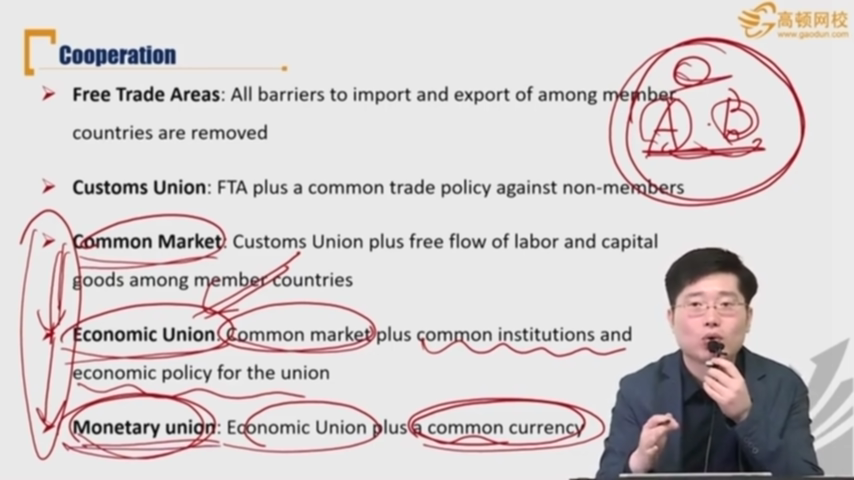 高顿网校
www.gaodun.com
Cooperation
Free Trade Areas: All barriers to import and export of among member
countries are removed
Customs Union: FTA plus a common trade policy against non-members
Common Market: Customs Union plus free flow of labor and capital
goods among member countries
Economic Union: Common market plus common institutions and
economic policy for the union
Monetary union: Economic Union plus a common currency
A B